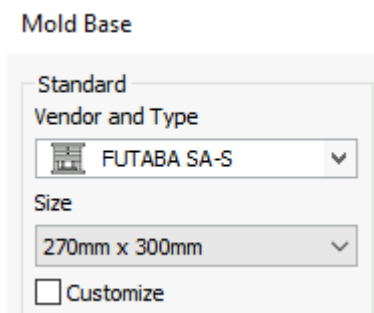 Mold Base
Standard
Vendor and Type
FUTABA SA-S
Size
270mm x 300mm
Customize